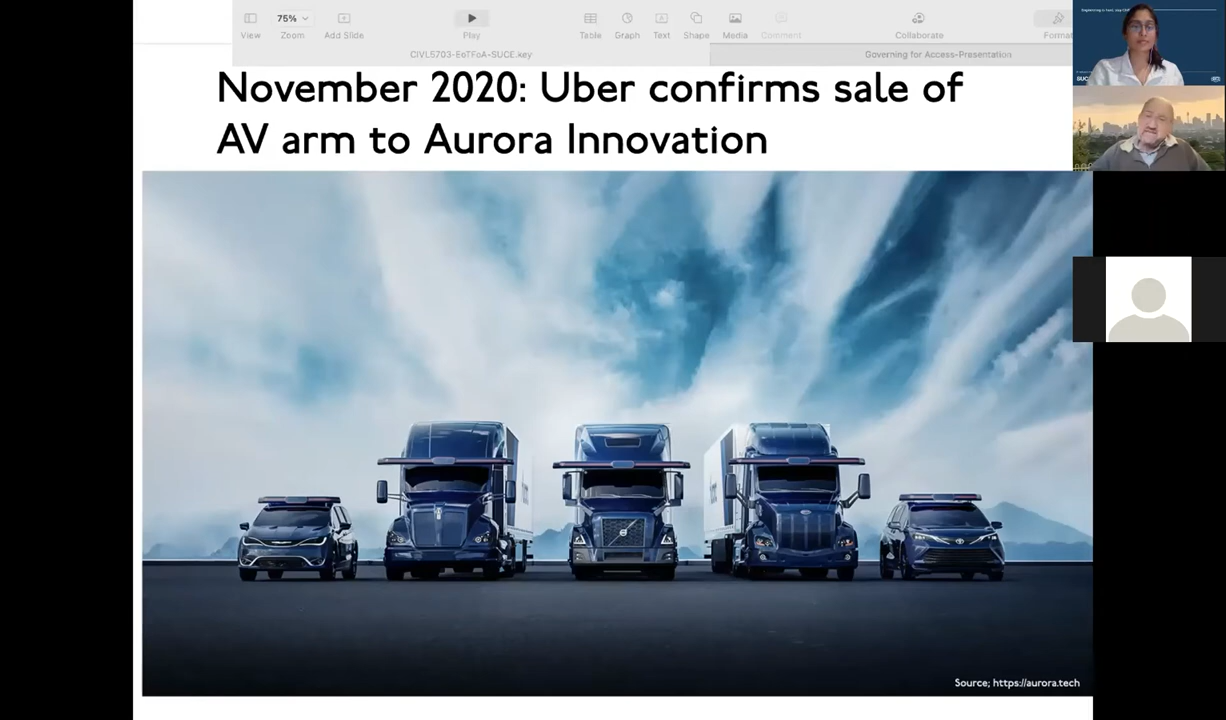 75%
View
Zoom
Add Slide
Play
Table
Graph
Text
Shape
Media
Comment
Collaborate
Format
CIVL5703-EoTFoA-SUCE.key
Governing for Access-Presentation
November 2020: Uber confirms sale of
AV arm to Aurora Innovation
Source; https://aurora.tech